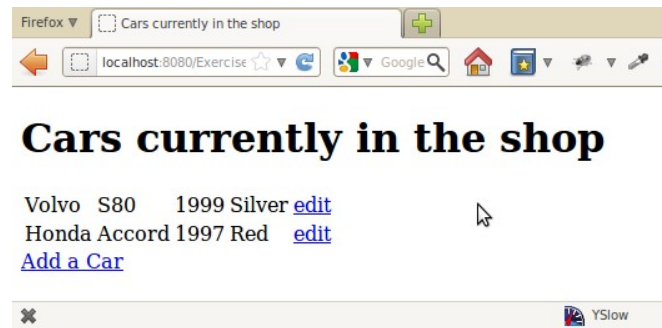 Firefox
Cars currently in the shop
localhost:8080/Exercise
Google
Cars currently in the shop
Volvo S80 1999 Silver edit
Honda Accord 1997 Red edit
Add a Car
YSlow